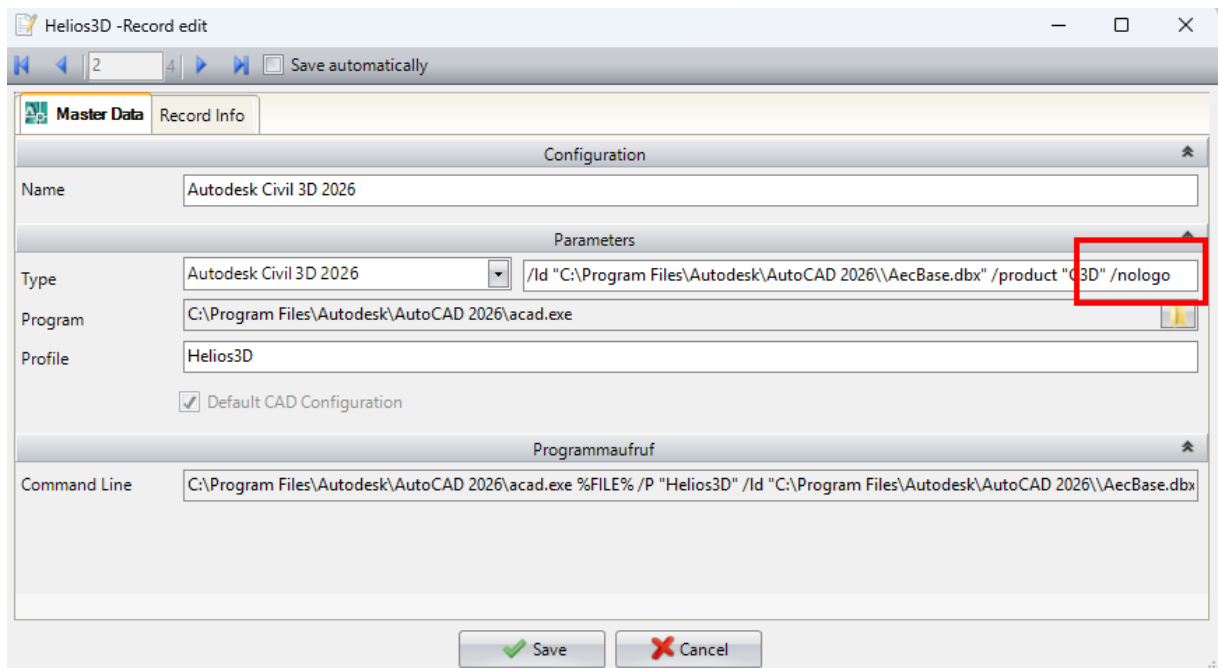 Helios3D -Record edit
2 4 Save automatically
Master Data Record Info
Configuration
Name Autodesk Civil 3D 2026
Parameters
Type Autodesk Civil 3D 2026 /ld "C:\Program Files\Autodesk\AutoCAD 2026\\AecBase.dbx" /product "C3D" /nologo
Program C:\Program Files\Autodesk\AutoCAD 2026\acad.exe
Profile Helios3D
Default CAD Configuration
Programmaufruf
Command Line C:\Program Files\Autodesk\AutoCAD 2026\acad.exe %FILE% /P "Helios3D" /ld "C:\Program Files\Autodesk\AutoCAD 2026\\AecBase.dbx
Save Cancel